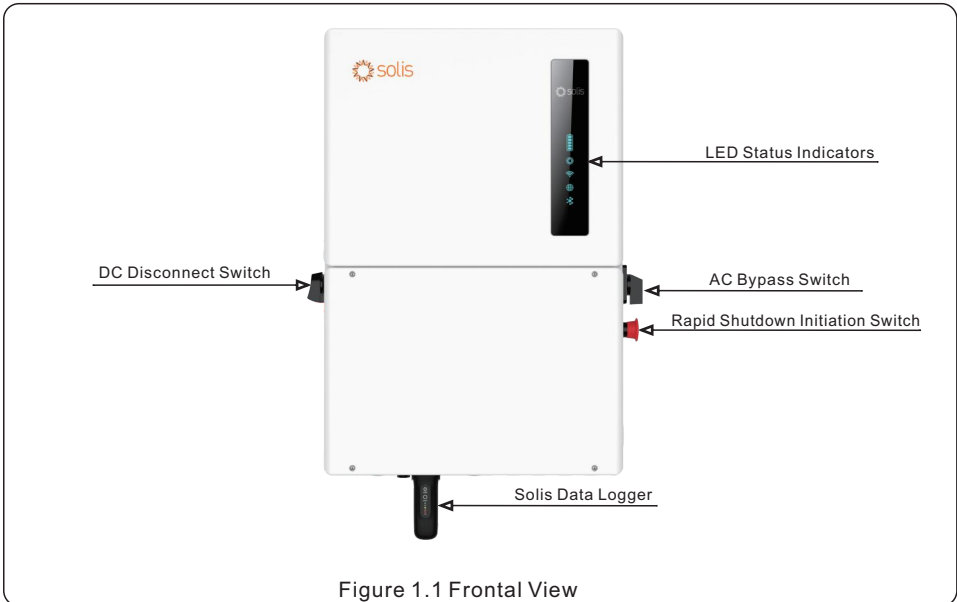 solis
solis
LED Status Indicators
DC Disconnect Switch
AC Bypass Switch
Rapid Shutdown Initiation Switch
Solis Data Logger
Figure 1.1 Frontal View